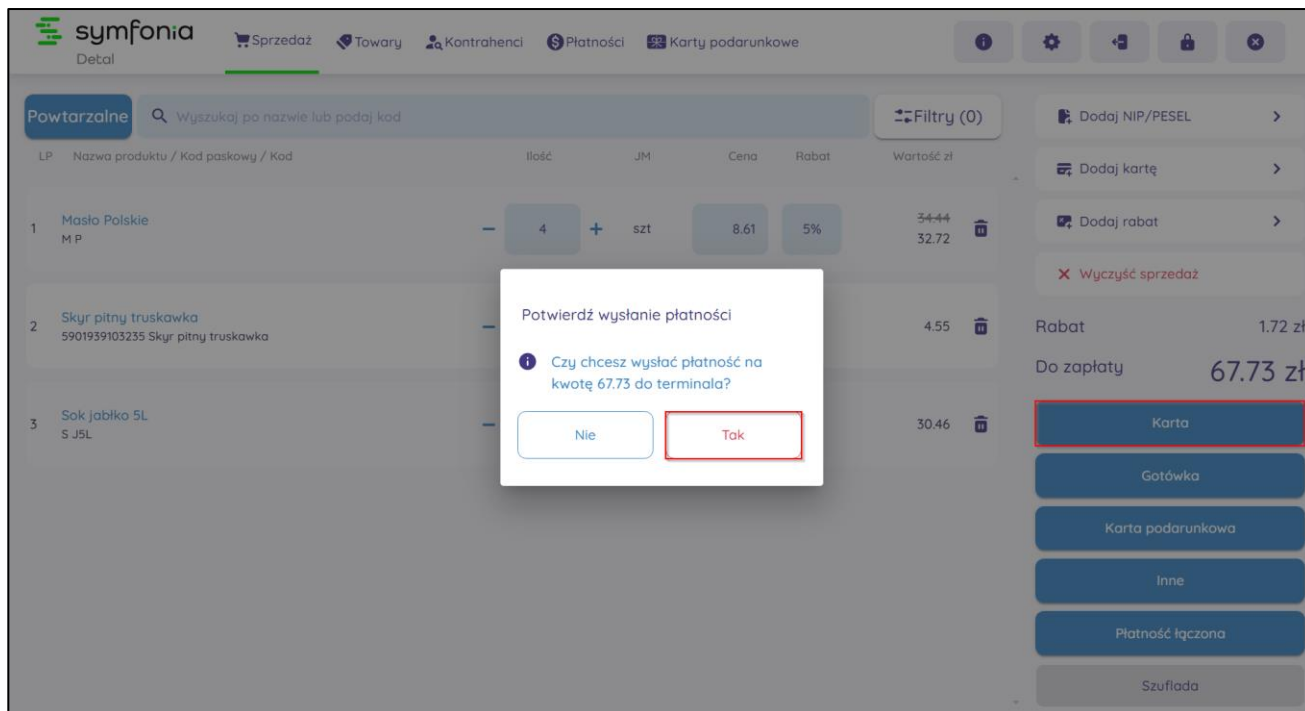 symfonia
Detal
Sprzedaż
Towary
Kontrahenci
Płatności
Karty podarunkowe
Powtarzalne
Wyszukaj po nazwie lub podaj kod
Filtry (0)
LP Nazwa produktu / Kod paskowy / Kod Ilość JM Cena Rabat Wartość zł
1 Masło Polskie
M P
4 szt 8.61 5% 34.44
32.72
2 Skyr pitny truskawka
5901939103235 Skyr pitny truskawka
4.55
3 Sok jabłko 5L
S J5L
30.46
Potwierdź wysłanie płatności
Czy chcesz wysłać płatność na
kwotę 67.73 do terminala?
Nie Tak
Dodaj NIP/PESEL
Dodaj kartę
Dodaj rabat
Wyczyść sprzedaż
Rabat 1.72 zł
Do zapłaty 67.73 zł
Karta
Gotówka
Karta podarunkowa
Inne
Płatność łączona
Szuflada